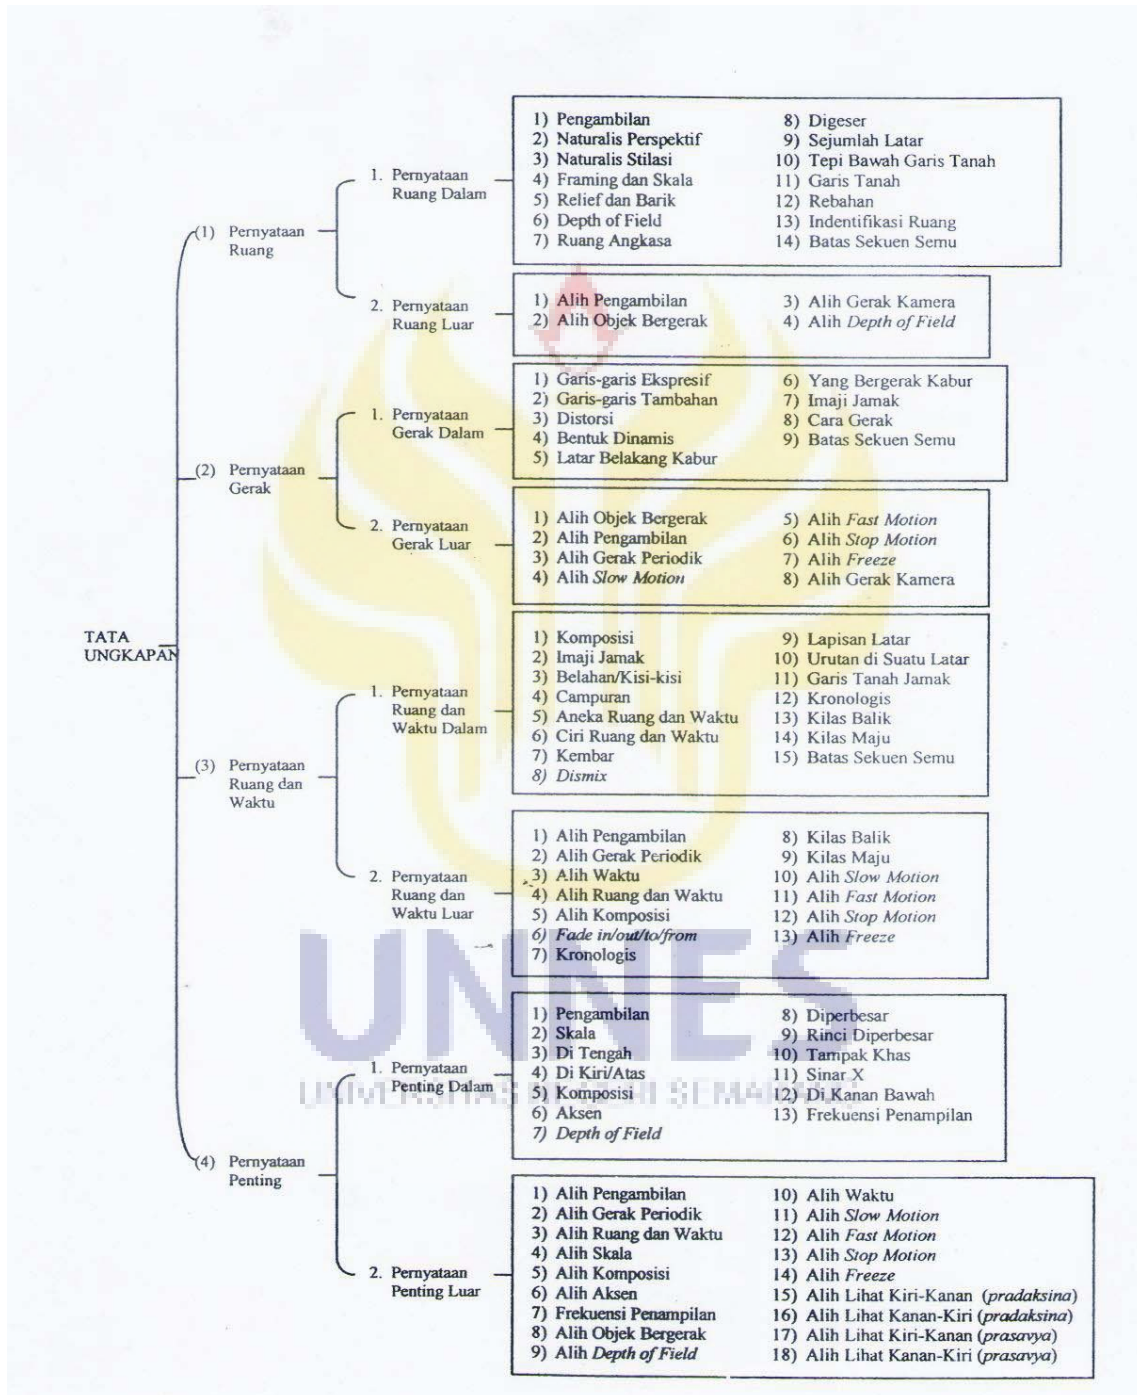 TATA
UNGKAPAN
(1) Pernyataan
Ruang
1. Pernyataan
Ruang Dalam
1) Pengambilan
2) Naturalis Perspektif
3) Naturalis Stilasi
4) Framing dan Skala
5) Relief dan Barik
6) Depth of Field
7) Ruang Angkasa
8) Digeser
9) Sejumlah Latar
10) Tepi Bawah Garis Tanah
11) Garis Tanah
12) Rebahan
13) Indentifikasi Ruang
14) Batas Sekuen Semu
2. Pernyataan
Ruang Luar
1) Alih Pengambilan
2) Alih Objek Bergerak
3) Alih Gerak Kamera
4) Alih Depth of Field
(2) Pernyataan
Gerak
1. Pernyataan
Gerak Dalam
1) Garis-garis Ekspresif
2) Garis-garis Tambahan
3) Distorsi
4) Bentuk Dinamis
5) Latar Belakang Kabur
6) Yang Bergerak Kabur
7) Imaji Jamak
8) Cara Gerak
9) Batas Sekuen Semu
2. Pernyataan
Gerak Luar
1) Alih Objek Bergerak
2) Alih Pengambilan
3) Alih Gerak Periodik
4) Alih Slow Motion
5) Alih Fast Motion
6) Alih Stop Motion
7) Alih Freeze
8) Alih Gerak Kamera
(3) Pernyataan
Ruang dan
Waktu
1. Pernyataan
Ruang dan
Waktu Dalam
1) Komposisi
2) Imaji Jamak
3) Belahan/Kisi-kisi
4) Campuran
5) Aneka Ruang dan Waktu
6) Ciri Ruang dan Waktu
7) Kembar
8) Dismix
9) Lapisan Latar
10) Urutan di Suatu Latar
11) Garis Tanah Jamak
12) Kronologis
13) Kilas Balik
14) Kilas Maju
15) Batas Sekuen Semu
2. Pernyataan
Ruang dan
Waktu Luar
1) Alih Pengambilan
2) Alih Gerak Periodik
3) Alih Waktu
4) Alih Ruang dan Waktu
5) Alih Komposisi
6) Fade in/out/to/from
7) Kronologis
8) Kilas Balik
9) Kilas Maju
10) Alih Slow Motion
11) Alih Fast Motion
12) Alih Stop Motion
13) Alih Freeze
UNNES
UNIVERSITAS NEGERI SEMARANG
(4) Pernyataan
Penting
1. Pernyataan
Penting Dalam
1) Pengambilan
2) Skala
3) Di Tengah
4) Di Kiri/Atas
5) Komposisi
6) Aksen
7) Depth of Field
8) Diperbesar
9) Rinci Diperbesar
10) Tampak Khas
11) Sinar X
12) Di Kanan Bawah
13) Frekuensi Penampilan
2. Pernyataan
Penting Luar
1) Alih Pengambilan
2) Alih Gerak Periodik
3) Alih Ruang dan Waktu
4) Alih Skala
5) Alih Komposisi
6) Alih Aksen
7) Frekuensi Penampilan
8) Alih Objek Bergerak
9) Alih Depth of Field
10) Alih Waktu
11) Alih Slow Motion
12) Alih Fast Motion
13) Alih Stop Motion
14) Alih Freeze
15) Alih Lihat Kiri-Kanan (pradaksina)
16) Alih Lihat Kanan-Kiri (pradaksina)
17) Alih Lihat Kiri-Kanan (prasavya)
18) Alih Lihat Kanan-Kiri (prasavya)